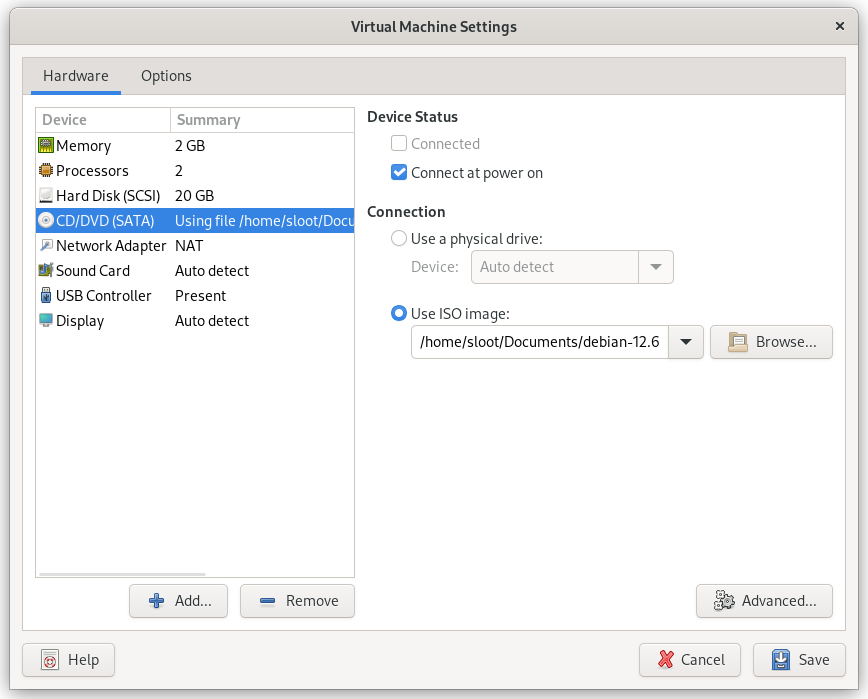 Virtual Machine Settings
Hardware Options
Device Summary
Memory 2 GB
Processors 2
Hard Disk (SCSI) 20 GB
CD/DVD (SATA) Using file /home/sloot/Docu
Network Adapter NAT
Sound Card Auto detect
USB Controller Present
Display Auto detect
Add... Remove
Device Status
Connected
Connect at power on
Connection
Use a physical drive:
Device: Auto detect
Use ISO image:
/home/sloot/Documents/debian-12.6 Browse...
Advanced...
Help Cancel Save